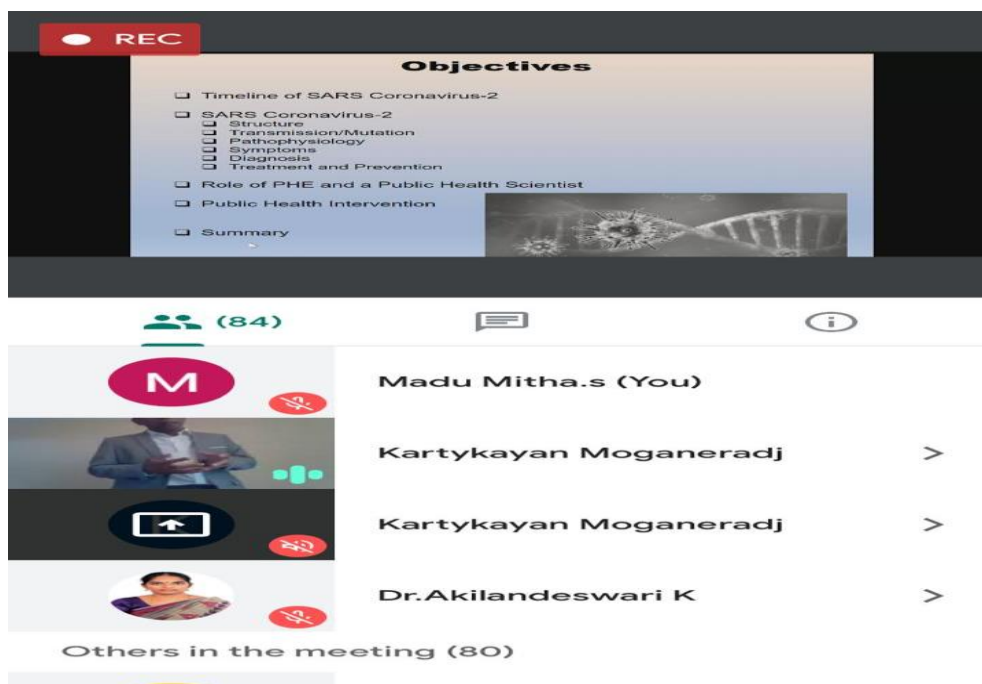 REC
Objectives
Timeline of SARS Coronavirus-2
SARS Coronavirus-2
Structure
Transmission/Mutation
Pathophysiology
Symptoms
Diagnosis
Treatment and Prevention
Role of PHE and a Public Health Scientist
Public Health Intervention
Summary
(84)
M
Madu Mitha.s (You)
Kartykayan Moganeradj
Kartykayan Moganeradj
Dr.Akilandeswari K
Others in the meeting (80)